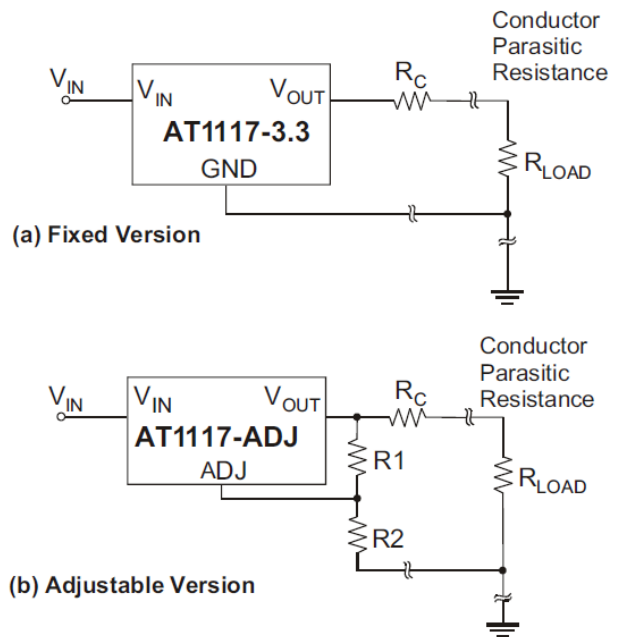 Conductor
Parasitic
Resistance
V_IN
V_IN
V_OUT
R_C
AT1117-3.3
GND
R_LOAD
(a) Fixed Version
Conductor
Parasitic
Resistance
V_IN
V_IN
V_OUT
R_C
AT1117-ADJ
ADJ
R1
R_LOAD
R2
(b) Adjustable Version